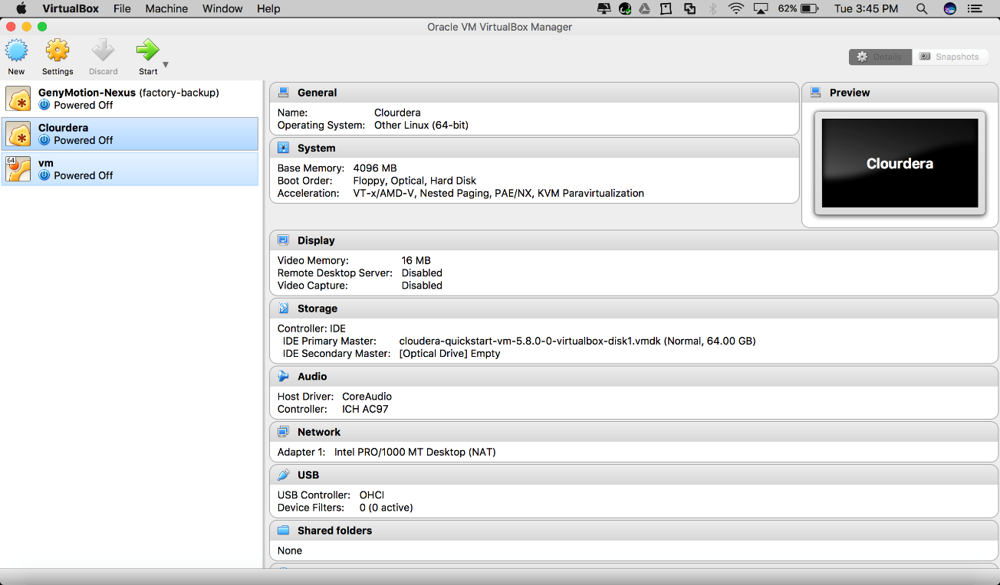 VirtualBox File Machine Window Help 62% Tue 3:45 PM
Oracle VM VirtualBox Manager
New Settings Discard Start Details Snapshots
GenyMotion-Nexus (factory-backup)
Powered Off
Clourdera
Powered Off
64 vm
Powered Off
General
Name: Clourdera
Operating System: Other Linux (64-bit)
System
Base Memory: 4096 MB
Boot Order: Floppy, Optical, Hard Disk
Acceleration: VT-x/AMD-V, Nested Paging, PAE/NX, KVM Paravirtualization
Preview
Clourdera
Display
Video Memory: 16 MB
Remote Desktop Server: Disabled
Video Capture: Disabled
Storage
Controller: IDE
IDE Primary Master: cloudera-quickstart-vm-5.8.0-0-virtualbox-disk1.vmdk (Normal, 64.00 GB)
IDE Secondary Master: [Optical Drive] Empty
Audio
Host Driver: CoreAudio
Controller: ICH AC97
Network
Adapter 1: Intel PRO/1000 MT Desktop (NAT)
USB
USB Controller: OHCI
Device Filters: 0 (0 active)
Shared folders
None